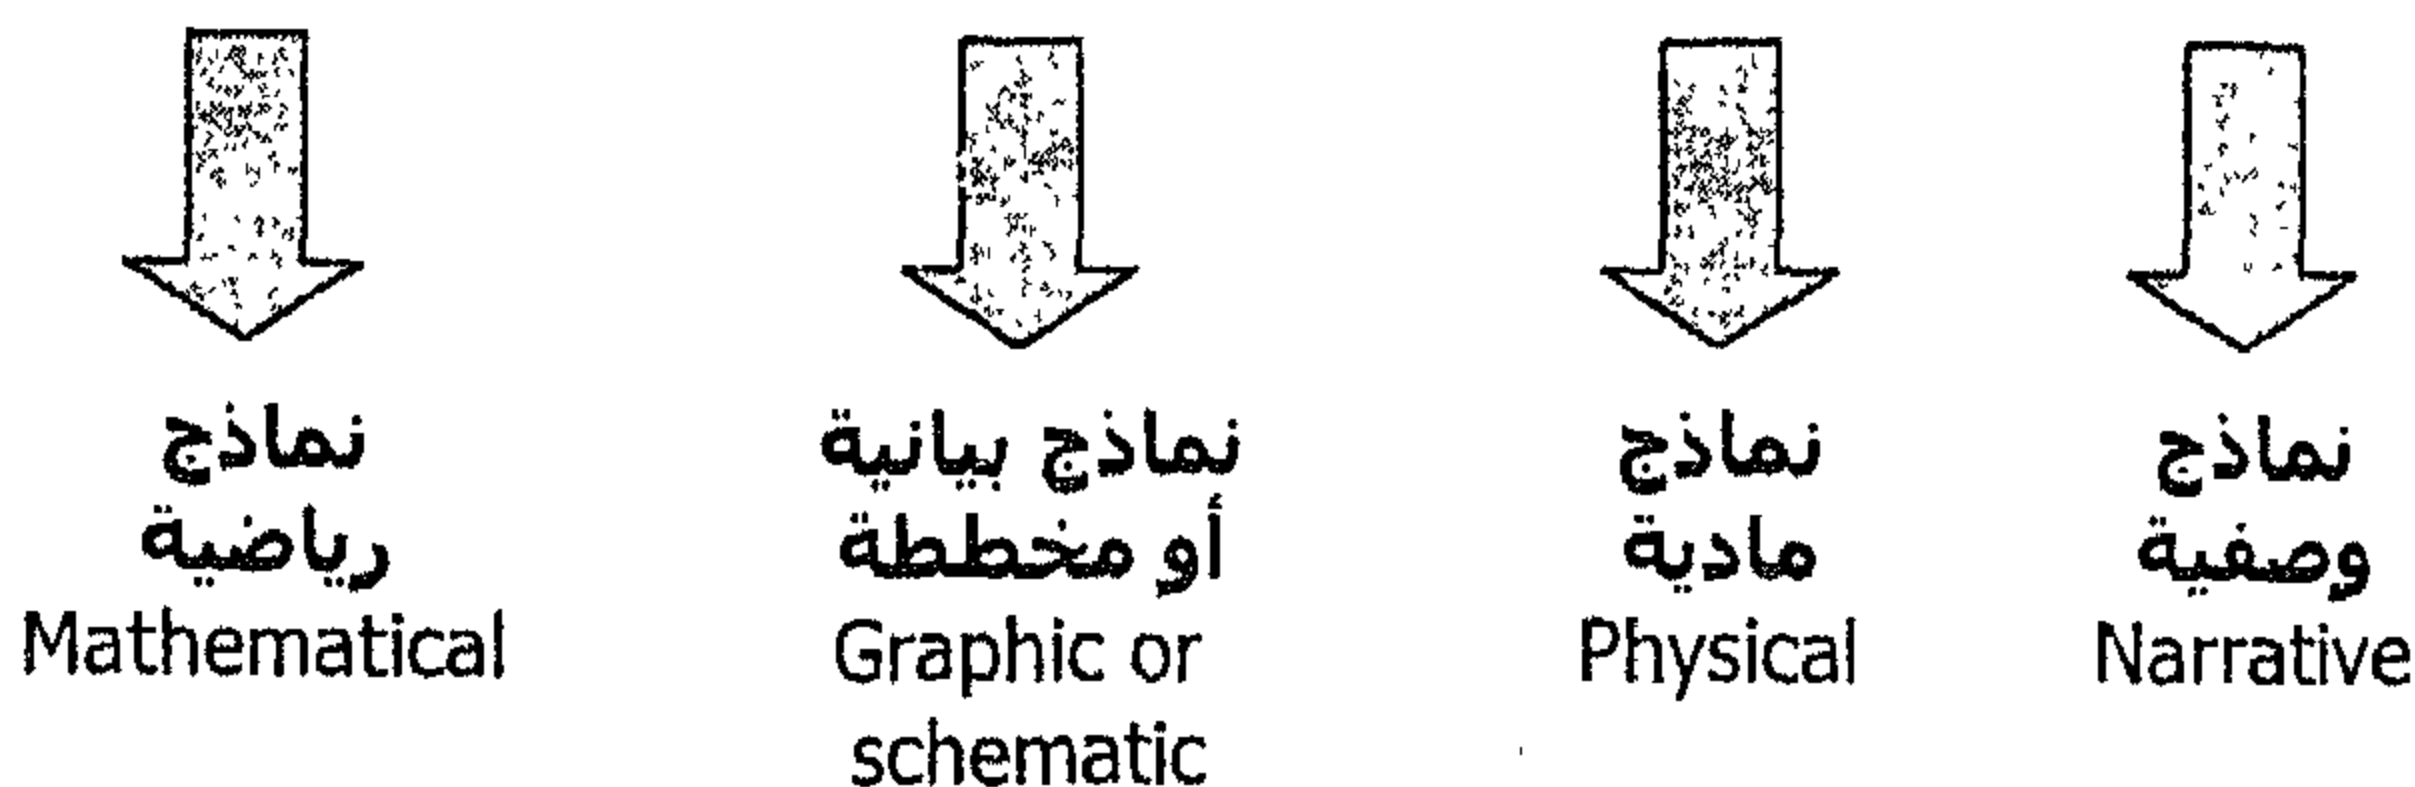 نماذج
وصفية
Narrative
نماذج
مادية
Physical
نماذج بيانية
أو مخططة
Graphic or
schematic
نماذج
رياضية
Mathematical